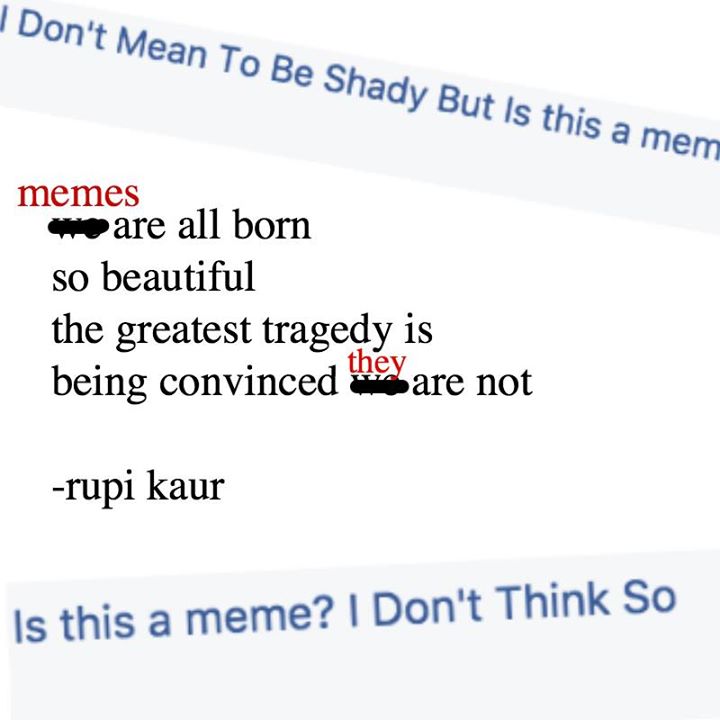 I Don't Mean To Be Shady But Is this a mem
memes
we are all born
so beautiful
the greatest tragedy is
they
being convinced we are not
-rupi kaur
Is this a meme? I Don't Think So